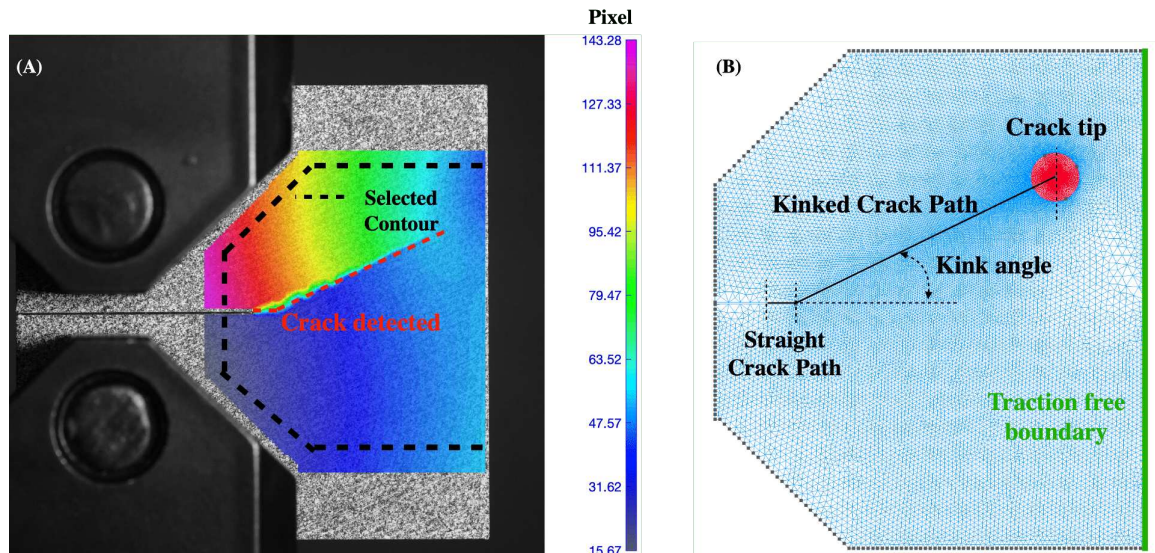 Pixel
(A)
143.28
127.33
111.37
95.42
79.47
63.52
47.57
31.62
15.67
Selected
Contour
Crack detected
(B)
Crack tip
Kinked Crack Path
Kink angle
Straight
Crack Path
Traction free
boundary